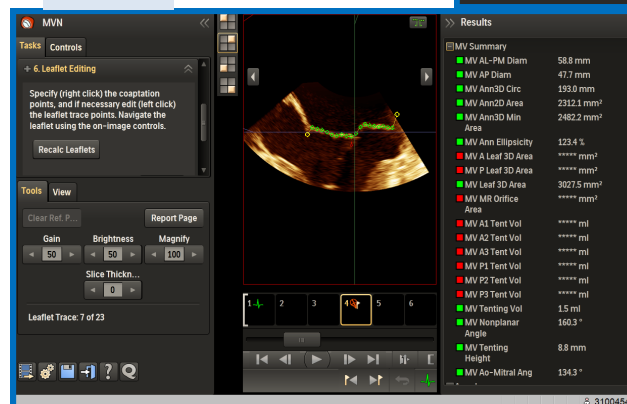 MVN
Tasks
Controls
6. Leaflet Editing
Specify (right click) the coaptation
points, and if necessary edit (left click)
the leaflet trace points. Navigate the
leaflet using the on-image controls.
Recalc Leaflets
Tools
View
Clear Ref. P...
Report Page
Gain
Brightness
Magnify
50
50
100
Slice Thickn...
0
Leaflet Trace: 7 of 23
1
2
3
4
5
6
Results
MV Summary
MV AL-PM Diam 58.8 mm
MV AP Diam 47.7 mm
MV Ann3D Circ 193.0 mm
MV Ann2D Area 2312.1 mm²
MV Ann3D Min 2482.2 mm²
Area
MV Ann Ellipsicity 123.4 %
MV A Leaf 3D Area ***** mm²
MV P Leaf 3D Area ***** mm²
MV Leaf 3D Area 3027.5 mm²
MV MR Orifice ***** mm²
Area
MV A1 Tent Vol ***** ml
MV A2 Tent Vol ***** ml
MV A3 Tent Vol ***** ml
MV P1 Tent Vol ***** ml
MV P2 Tent Vol ***** ml
MV P3 Tent Vol ***** ml
MV Tenting Vol 1.5 ml
MV Nonplanar 160.3 °
Angle
MV Tenting 8.8 mm
Height
MV Ao-Mitral Ang 134.3 °